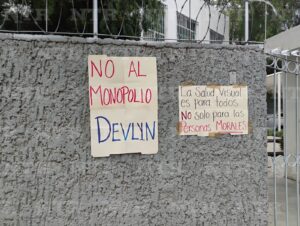 NO AL
MONOPOLIO
DEVLYN
La Salud Visual
es para todos.
NO solo para las
Personas MORALES